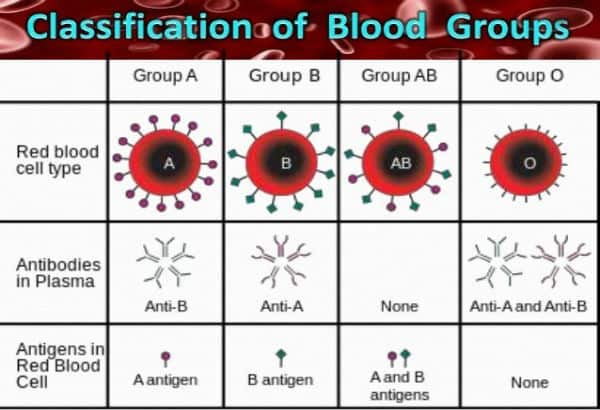 Classification of Blood Groups
Group A
Group B
Group AB
Group O
Red blood
cell type
A
B
AB
O
Antibodies
in Plasma
Anti-B
Anti-A
None
Anti-A and Anti-B
Antigens in
Red Blood
Cell
A antigen
B antigen
A and B
antigens
None